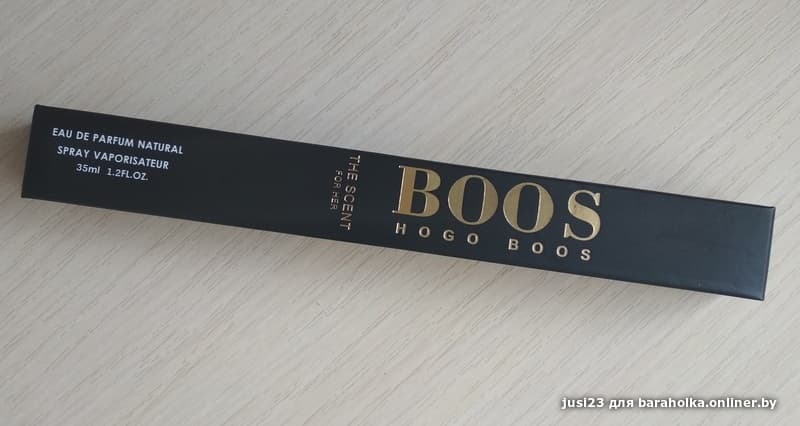 EAU DE PARFUM NATURAL
SPRAY VAPORISATEUR
35ml 1.2FL.OZ.
THE SCENT
FOR HER
BOOS
HOGO BOOS
jusi23 для baraholka.onliner.by